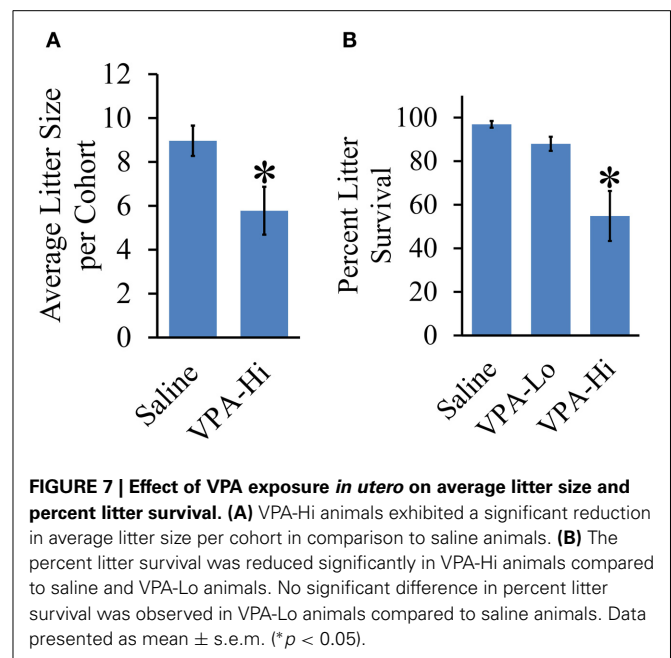 A
Average Litter Size
per Cohort
12
10
8
6
4
2
0
*
Saline
VPA-Hi
B
Percent Litter
Survival
100
80
60
40
20
0
*
Saline
VPA-Lo
VPA-Hi
FIGURE 7 | Effect of VPA exposure in utero on average litter size and
percent litter survival. (A) VPA-Hi animals exhibited a significant reduction
in average litter size per cohort in comparison to saline animals. (B) The
percent litter survival was reduced significantly in VPA-Hi animals compared
to saline and VPA-Lo animals. No significant difference in percent litter
survival was observed in VPA-Lo animals compared to saline animals. Data
presented as mean ± s.e.m. (*p < 0.05).